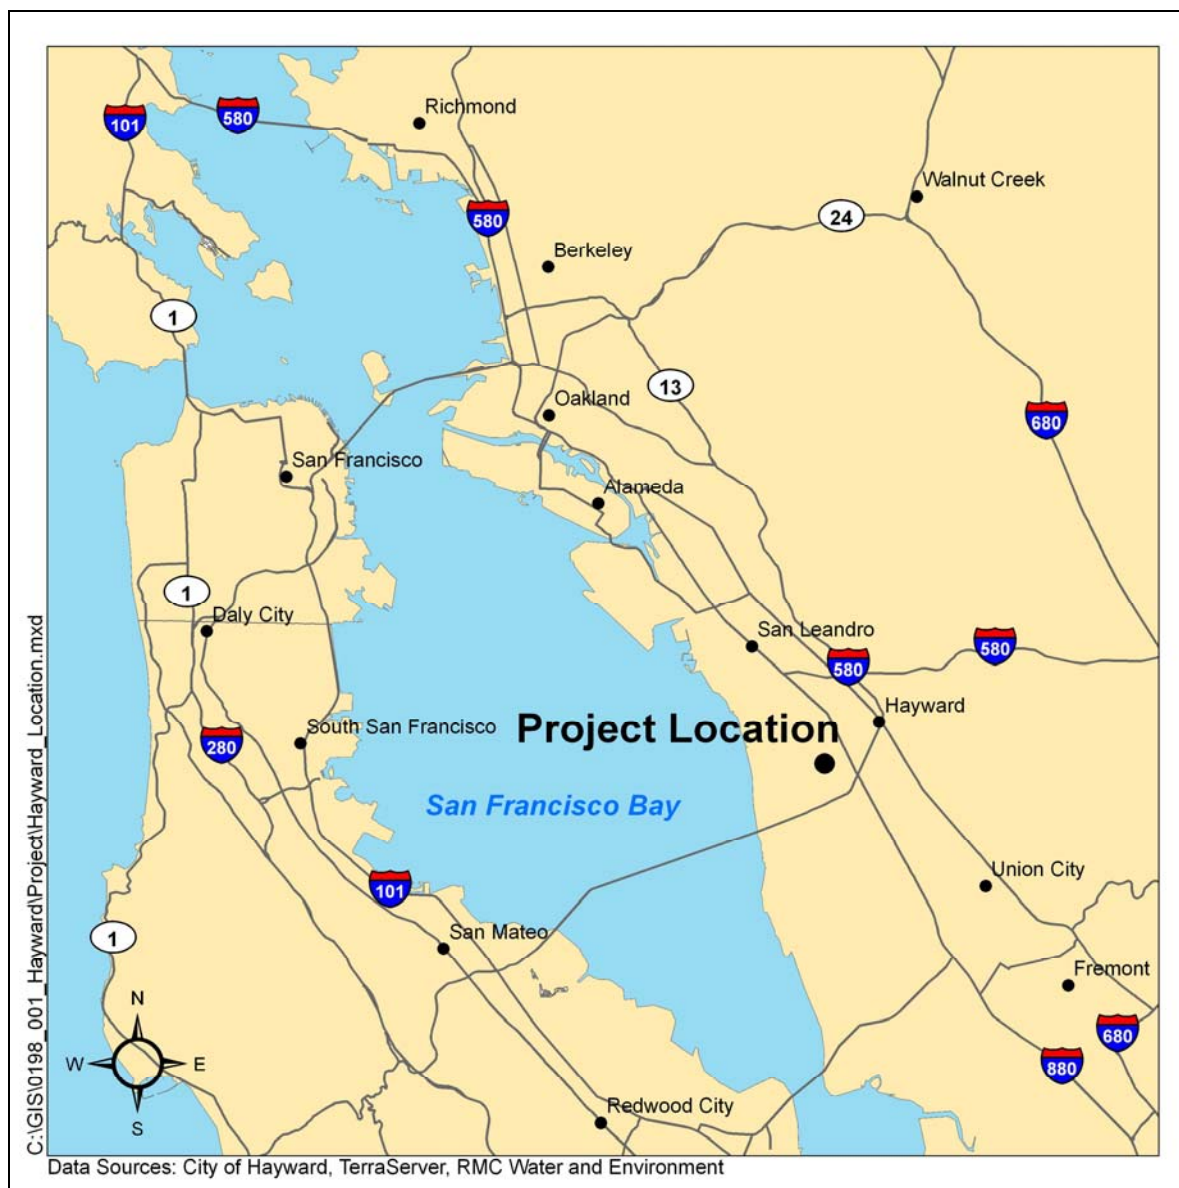 Richmond
101
580
Walnut Creek
580
24
Berkeley
1
13
Oakland
680
San Francisco
Alameda
1
Daly City
San Leandro
580
580
Hayward
South San Francisco
280
Project Location
San Francisco Bay
Union City
101
1
San Mateo
Fremont
N
W
E
S
680
880
Redwood City
C:\GIS\0198_001_Hayward\Project\Hayward_Location.mxd
Data Sources: City of Hayward, TerraServer, RMC Water and Environment